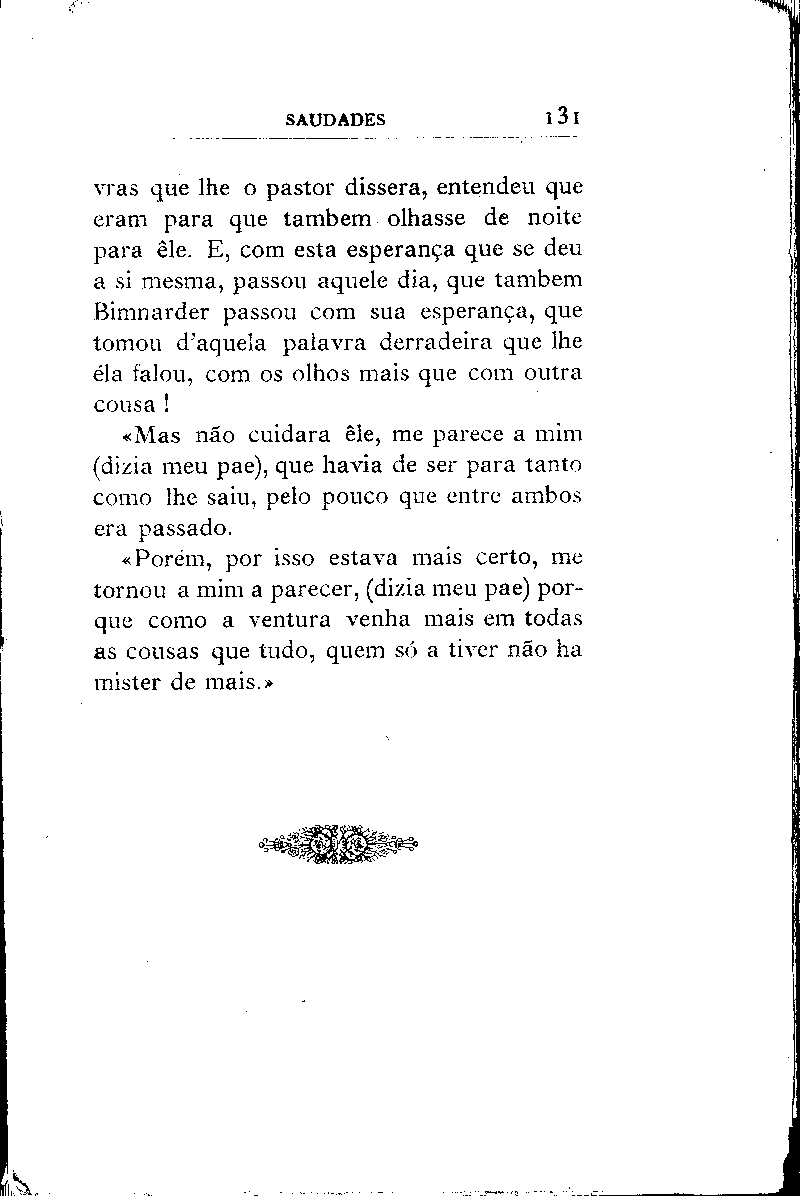 SAUDADES 131
vras que lhe o pastor dissera, entendeu que
eram para que tambem olhasse de noite
para êle. E, com esta esperança que se deu
a si mesma, passou aquele dia, que tambem
Bimnarder passou com sua esperança, que
tomou d'aquela palavra derradeira que lhe
éla falou, com os olhos mais que com outra
cousa !
«Mas não cuidara êle, me parece a mim
(dizia meu pae), que havia de ser para tanto
como lhe saiu, pelo pouco que entre ambos
era passado.
«Porém, por isso estava mais certo, me
tornou a mim a parecer, (dizia meu pae) por-
que como a ventura venha mais em todas
as cousas que tudo, quem só a tiver não ha
mister de mais.»